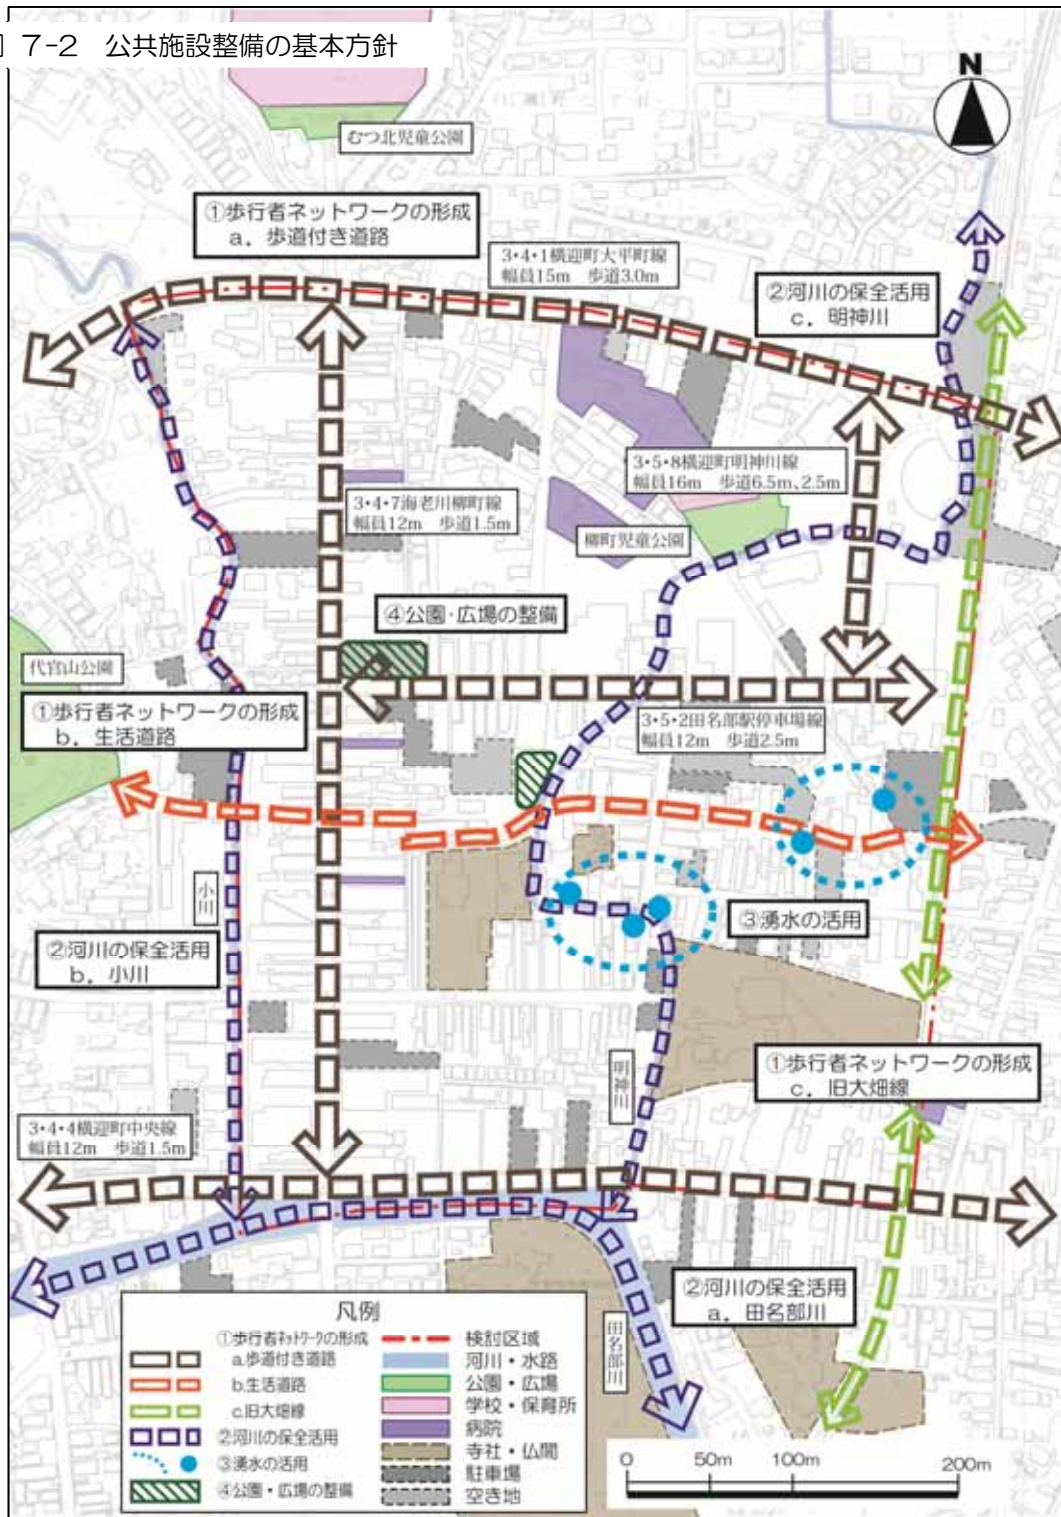 7-2 公共施設整備の基本方針
N
むつ北児童公園
①歩行者ネットワークの形成
a. 歩道付き道路
3・4・1横迎町大平町線
幅員15m 歩道3.0m
②河川の保全活用
c. 明神川
3・5・8横迎町明神川線
幅員16m 歩道6.5m、2.5m
3・4・7海老川柳町線
幅員12m 歩道1.5m
柳町児童公園
④公園・広場の整備
代官山公園
①歩行者ネットワークの形成
b. 生活道路
3・5・2田名部駅停車場線
幅員12m 歩道2.5m
小川
③湧水の活用
②河川の保全活用
b. 小川
①歩行者ネットワークの形成
c. 旧大畑線
明神川
3・4・4横迎町中央線
幅員12m 歩道1.5m
②河川の保全活用
a. 田名部川
田名部川
凡例
①歩行者ネットワークの形成
a.歩道付き道路
b.生活道路
c.旧大畑線
②河川の保全活用
③湧水の活用
④公園・広場の整備
検討区域
河川・水路
公園・広場
学校・保育所
病院
寺社・仏閣
駐車場
空き地
0 50m 100m 200m